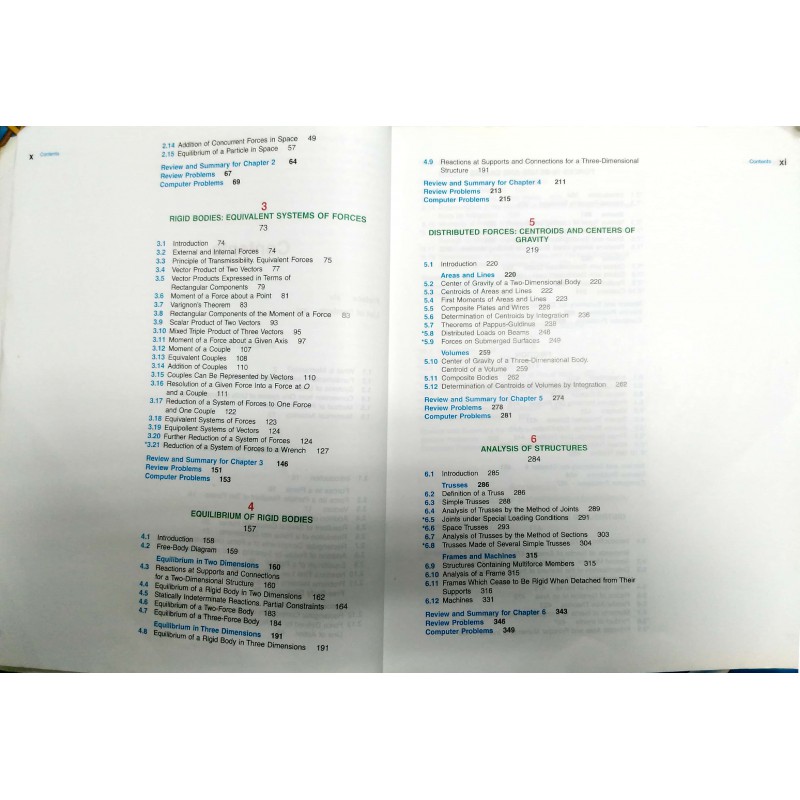 x Contents
2.14 Addition of Concurrent Forces in Space 49
2.15 Equilibrium of a Particle in Space 57
Review and Summary for Chapter 2 64
Review Problems 67
Computer Problems 69
3
RIGID BODIES: EQUIVALENT SYSTEMS OF FORCES
73
3.1 Introduction 74
3.2 External and Internal Forces 74
3.3 Principle of Transmissibility. Equivalent Forces 75
3.4 Vector Product of Two Vectors 77
3.5 Vector Products Expressed in Terms of
Rectangular Components 79
3.6 Moment of a Force about a Point 81
3.7 Varignon's Theorem 83
3.8 Rectangular Components of the Moment of a Force 83
3.9 Scalar Product of Two Vectors 93
3.10 Mixed Triple Product of Three Vectors 95
3.11 Moment of a Force about a Given Axis 97
3.12 Moment of a Couple 107
3.13 Equivalent Couples 108
3.14 Addition of Couples 110
3.15 Couples Can Be Represented by Vectors 110
3.16 Resolution of a Given Force Into a Force at O
and a Couple 111
3.17 Reduction of a System of Forces to One Force
and One Couple 122
3.18 Equivalent Systems of Forces 123
3.19 Equipollent Systems of Vectors 124
3.20 Further Reduction of a System of Forces 124
*3.21 Reduction of a System of Forces to a Wrench 127
Review and Summary for Chapter 3 146
Review Problems 151
Computer Problems 153
4
EQUILIBRIUM OF RIGID BODIES
157
4.1 Introduction 158
4.2 Free-Body Diagram 159
Equilibrium in Two Dimensions 160
4.3 Reactions at Supports and Connections
for a Two-Dimensional Structure 160
4.4 Equilibrium of a Rigid Body in Two Dimensions 162
4.5 Statically Indeterminate Reactions. Partial Constraints 164
4.6 Equilibrium of a Two-Force Body 183
4.7 Equilibrium of a Three-Force Body 184
Equilibrium in Three Dimensions 191
4.8 Equilibrium of a Rigid Body in Three Dimensions 191
Contents xi
4.9 Reactions at Supports and Connections for a Three-Dimensional
Structure 191
Review and Summary for Chapter 4 211
Review Problems 213
Computer Problems 215
5
DISTRIBUTED FORCES: CENTROIDS AND CENTERS OF
GRAVITY
219
5.1 Introduction 220
Areas and Lines 220
5.2 Center of Gravity of a Two-Dimensional Body 220
5.3 Centroids of Areas and Lines 222
5.4 First Moments of Areas and Lines 223
5.5 Composite Plates and Wires 226
5.6 Determination of Centroids by Integration 236
5.7 Theorems of Pappus-Guldinus 238
*5.8 Distributed Loads on Beams 248
*5.9 Forces on Submerged Surfaces 249
Volumes 259
5.10 Center of Gravity of a Three-Dimensional Body.
Centroid of a Volume 259
5.11 Composite Bodies 262
5.12 Determination of Centroids of Volumes by Integration 262
Review and Summary for Chapter 5 274
Review Problems 278
Computer Problems 281
6
ANALYSIS OF STRUCTURES
284
6.1 Introduction 285
Trusses 286
6.2 Definition of a Truss 286
6.3 Simple Trusses 288
6.4 Analysis of Trusses by the Method of Joints 289
*6.5 Joints under Special Loading Conditions 291
*6.6 Space Trusses 293
6.7 Analysis of Trusses by the Method of Sections 303
*6.8 Trusses Made of Several Simple Trusses 304
Frames and Machines 315
6.9 Structures Containing Multiforce Members 315
6.10 Analysis of a Frame 315
6.11 Frames Which Cease to Be Rigid When Detached from Their
Supports 316
6.12 Machines 331
Review and Summary for Chapter 6 343
Review Problems 346
Computer Problems 349